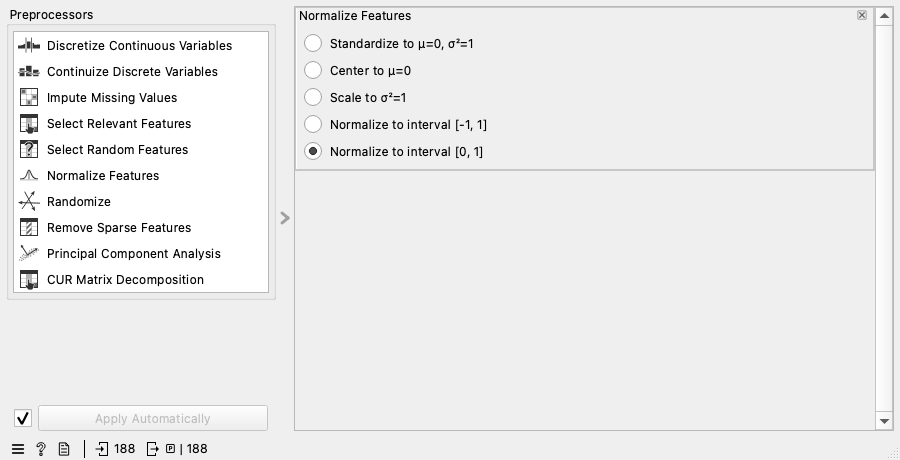 Preprocessors
Discretize Continuous Variables
Continuize Discrete Variables
Impute Missing Values
Select Relevant Features
Select Random Features
Normalize Features
Randomize
Remove Sparse Features
Principal Component Analysis
CUR Matrix Decomposition
Apply Automatically
Normalize Features
Standardize to μ=0, σ²=1
Center to μ=0
Scale to σ²=1
Normalize to interval [-1, 1]
Normalize to interval [0, 1]
? 188 P | 188